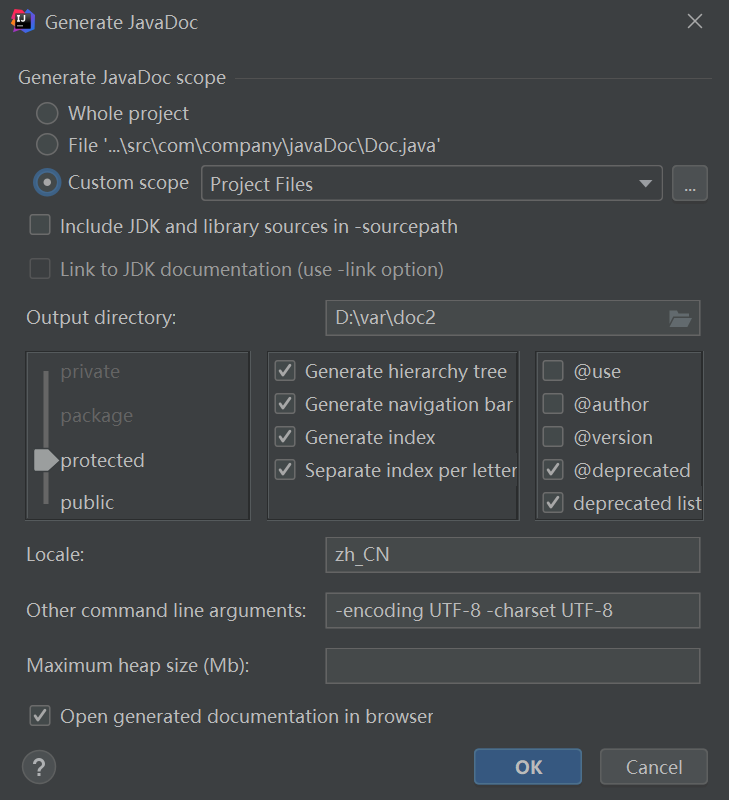 Generate JavaDoc
Generate JavaDoc scope
Whole project
File '...\src\com\company\javaDoc\Doc.java'
Custom scope Project Files ...
Include JDK and library sources in -sourcepath
Link to JDK documentation (use -link option)
Output directory: D:\var\doc2
private Generate hierarchy tree @use
package Generate navigation bar @author
Generate index @version
protected Separate index per letter @deprecated
public deprecated list
Locale: zh_CN
Other command line arguments: -encoding UTF-8 -charset UTF-8
Maximum heap size (Mb):
Open generated documentation in browser
? OK Cancel